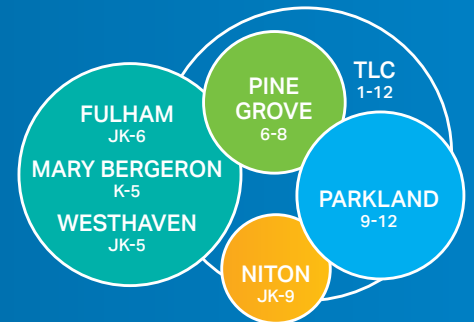 FULHAM
JK-6
MARY BERGERON
K-5
WESTHAVEN
JK-5
PINE
GROVE
6-8
TLC
1-12
PARKLAND
9-12
NITON
JK-9